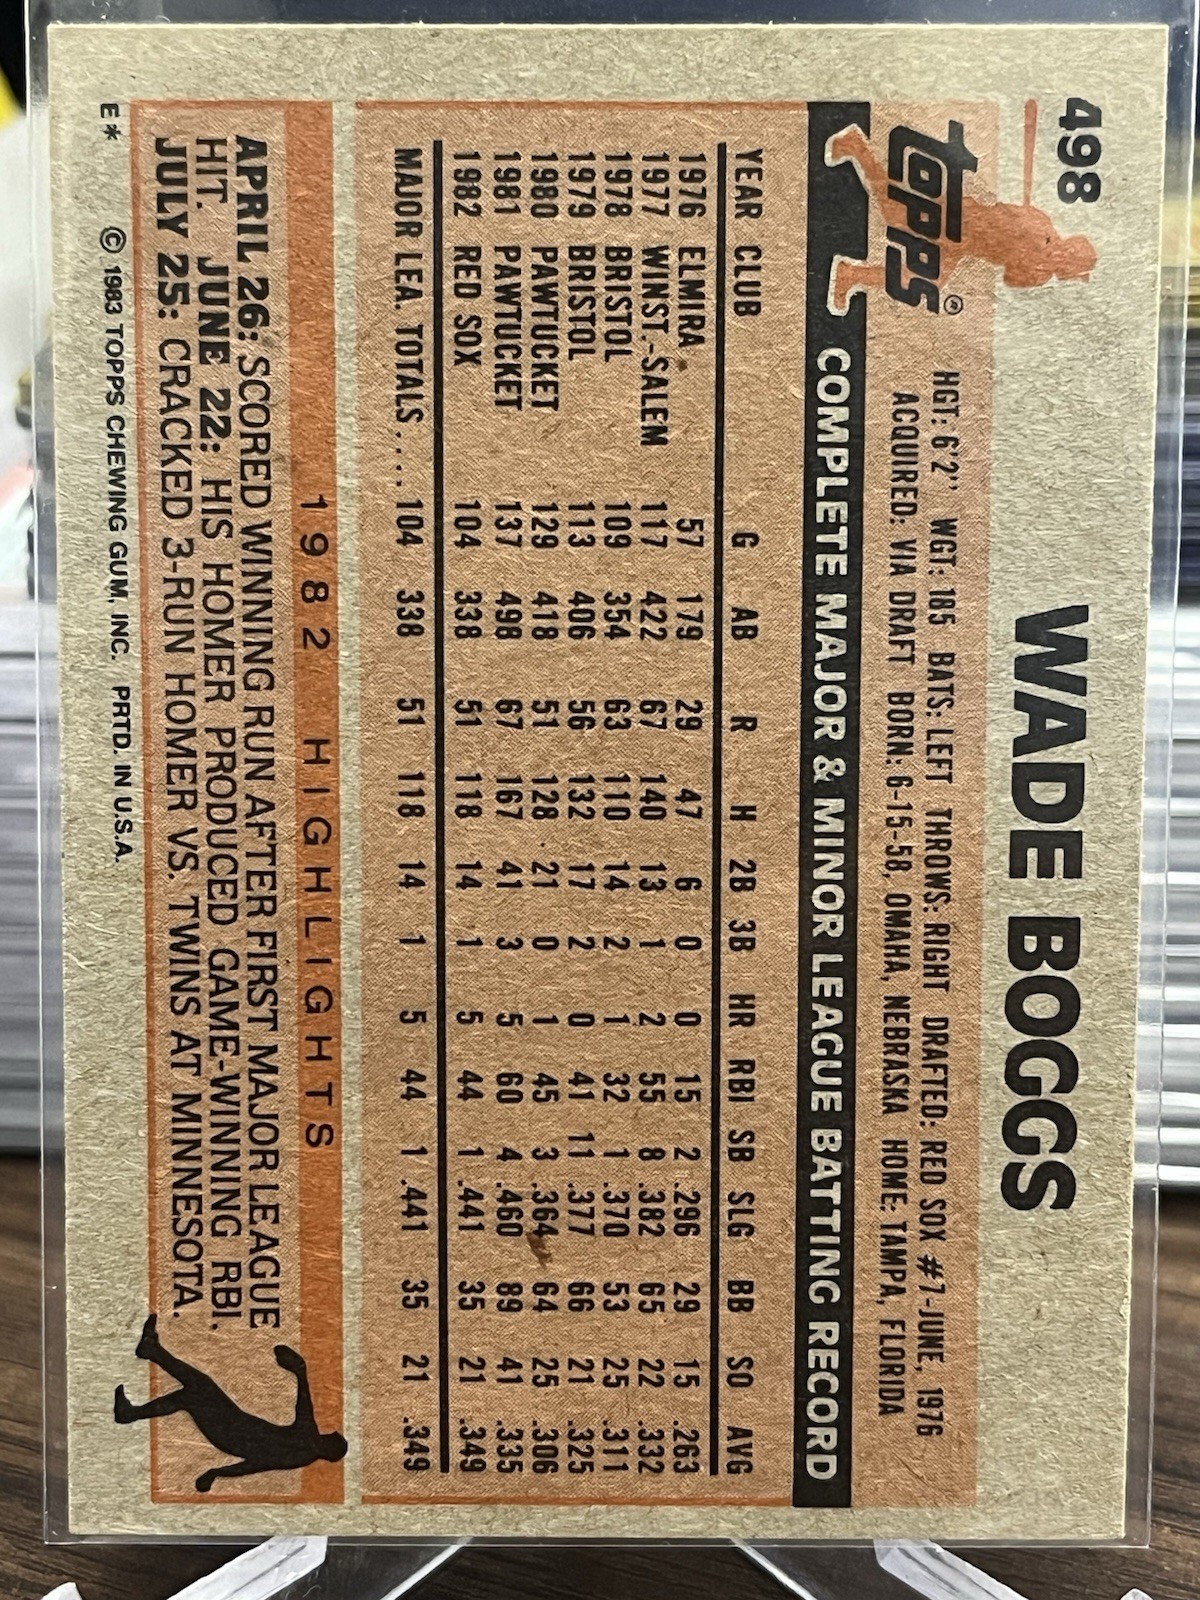 498
WADE BOGGS
Topps®
HGT: 6'2" WGT: 185 BATS: LEFT THROWS: RIGHT DRAFTED: RED SOX #7-JUNE, 1976
ACQUIRED: VIA DRAFT BORN: 6-15-58, OMAHA, NEBRASKA HOME: TAMPA, FLORIDA
COMPLETE MAJOR & MINOR LEAGUE BATTING RECORD
YEAR CLUB G AB R H 2B 3B HR RBI SB SLG BB SO AVG
1976 ELMIRA 57 179 29 47 6 0 0 15 2 .296 29 15 .263
1977 WINST.-SALEM 117 422 67 140 13 1 2 55 8 .382 65 22 .332
1978 BRISTOL 109 354 63 110 14 2 1 32 1 .370 53 25 .311
1979 BRISTOL 113 406 56 132 17 2 0 41 11 .377 66 21 .325
1980 PAWTUCKET 129 418 51 128 21 0 1 45 3 .364 64 25 .306
1981 PAWTUCKET 137 498 67 167 41 3 5 60 4 .460 89 41 .335
1982 RED SOX 104 338 51 118 14 1 5 44 1 .441 35 21 .349
MAJOR LEA. TOTALS.... 104 338 51 118 14 1 5 44 1 .441 35 21 .349
1982 HIGHLIGHTS
APRIL 26: SCORED WINNING RUN AFTER FIRST MAJOR LEAGUE
HIT. JUNE 22: HIS HOMER PRODUCED GAME-WINNING RBI.
JULY 25: CRACKED 3-RUN HOMER VS. TWINS AT MINNESOTA.
E* © 1983 TOPPS CHEWING GUM, INC. PRTD. IN U.S.A.